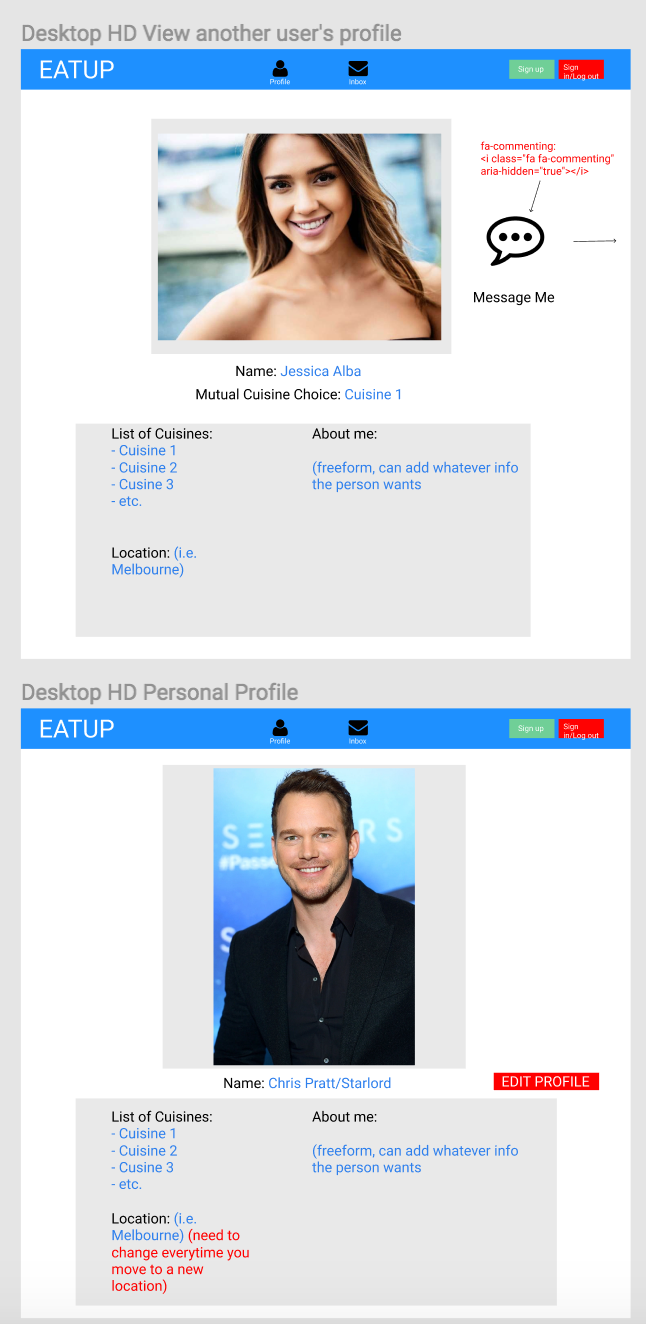 Desktop HD View another user's profile
EATUP
Profile
Inbox
Sign up
Sign
in/Log out
fa-commenting:
<i class="fa fa-commenting"
aria-hidden="true"></i>
Message Me
Name: Jessica Alba
Mutual Cuisine Choice: Cuisine 1
List of Cuisines:
- Cuisine 1
- Cuisine 2
- Cusine 3
- etc.
Location: (i.e.
Melbourne)
About me:
(freeform, can add whatever info
the person wants
Desktop HD Personal Profile
EATUP
Profile
Inbox
Sign up
Sign
in/Log out
SE
RS
#Passe
S
Name: Chris Pratt/Starlord
EDIT PROFILE
List of Cuisines:
- Cuisine 1
- Cuisine 2
- Cusine 3
- etc.
Location: (i.e.
Melbourne) (need to
change everytime you
move to a new
location)
About me:
(freeform, can add whatever info
the person wants